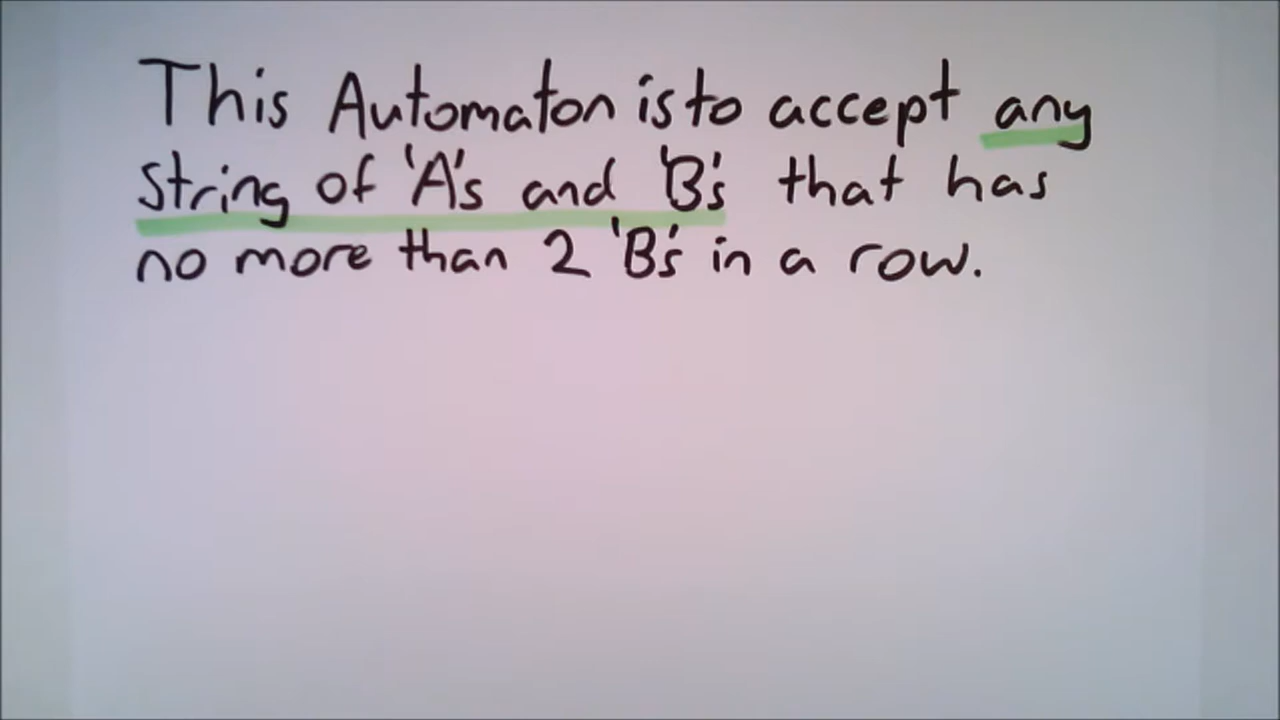 This Automaton is to accept any
string of 'A's and 'B's that has
no more than 2 'B's in a row.